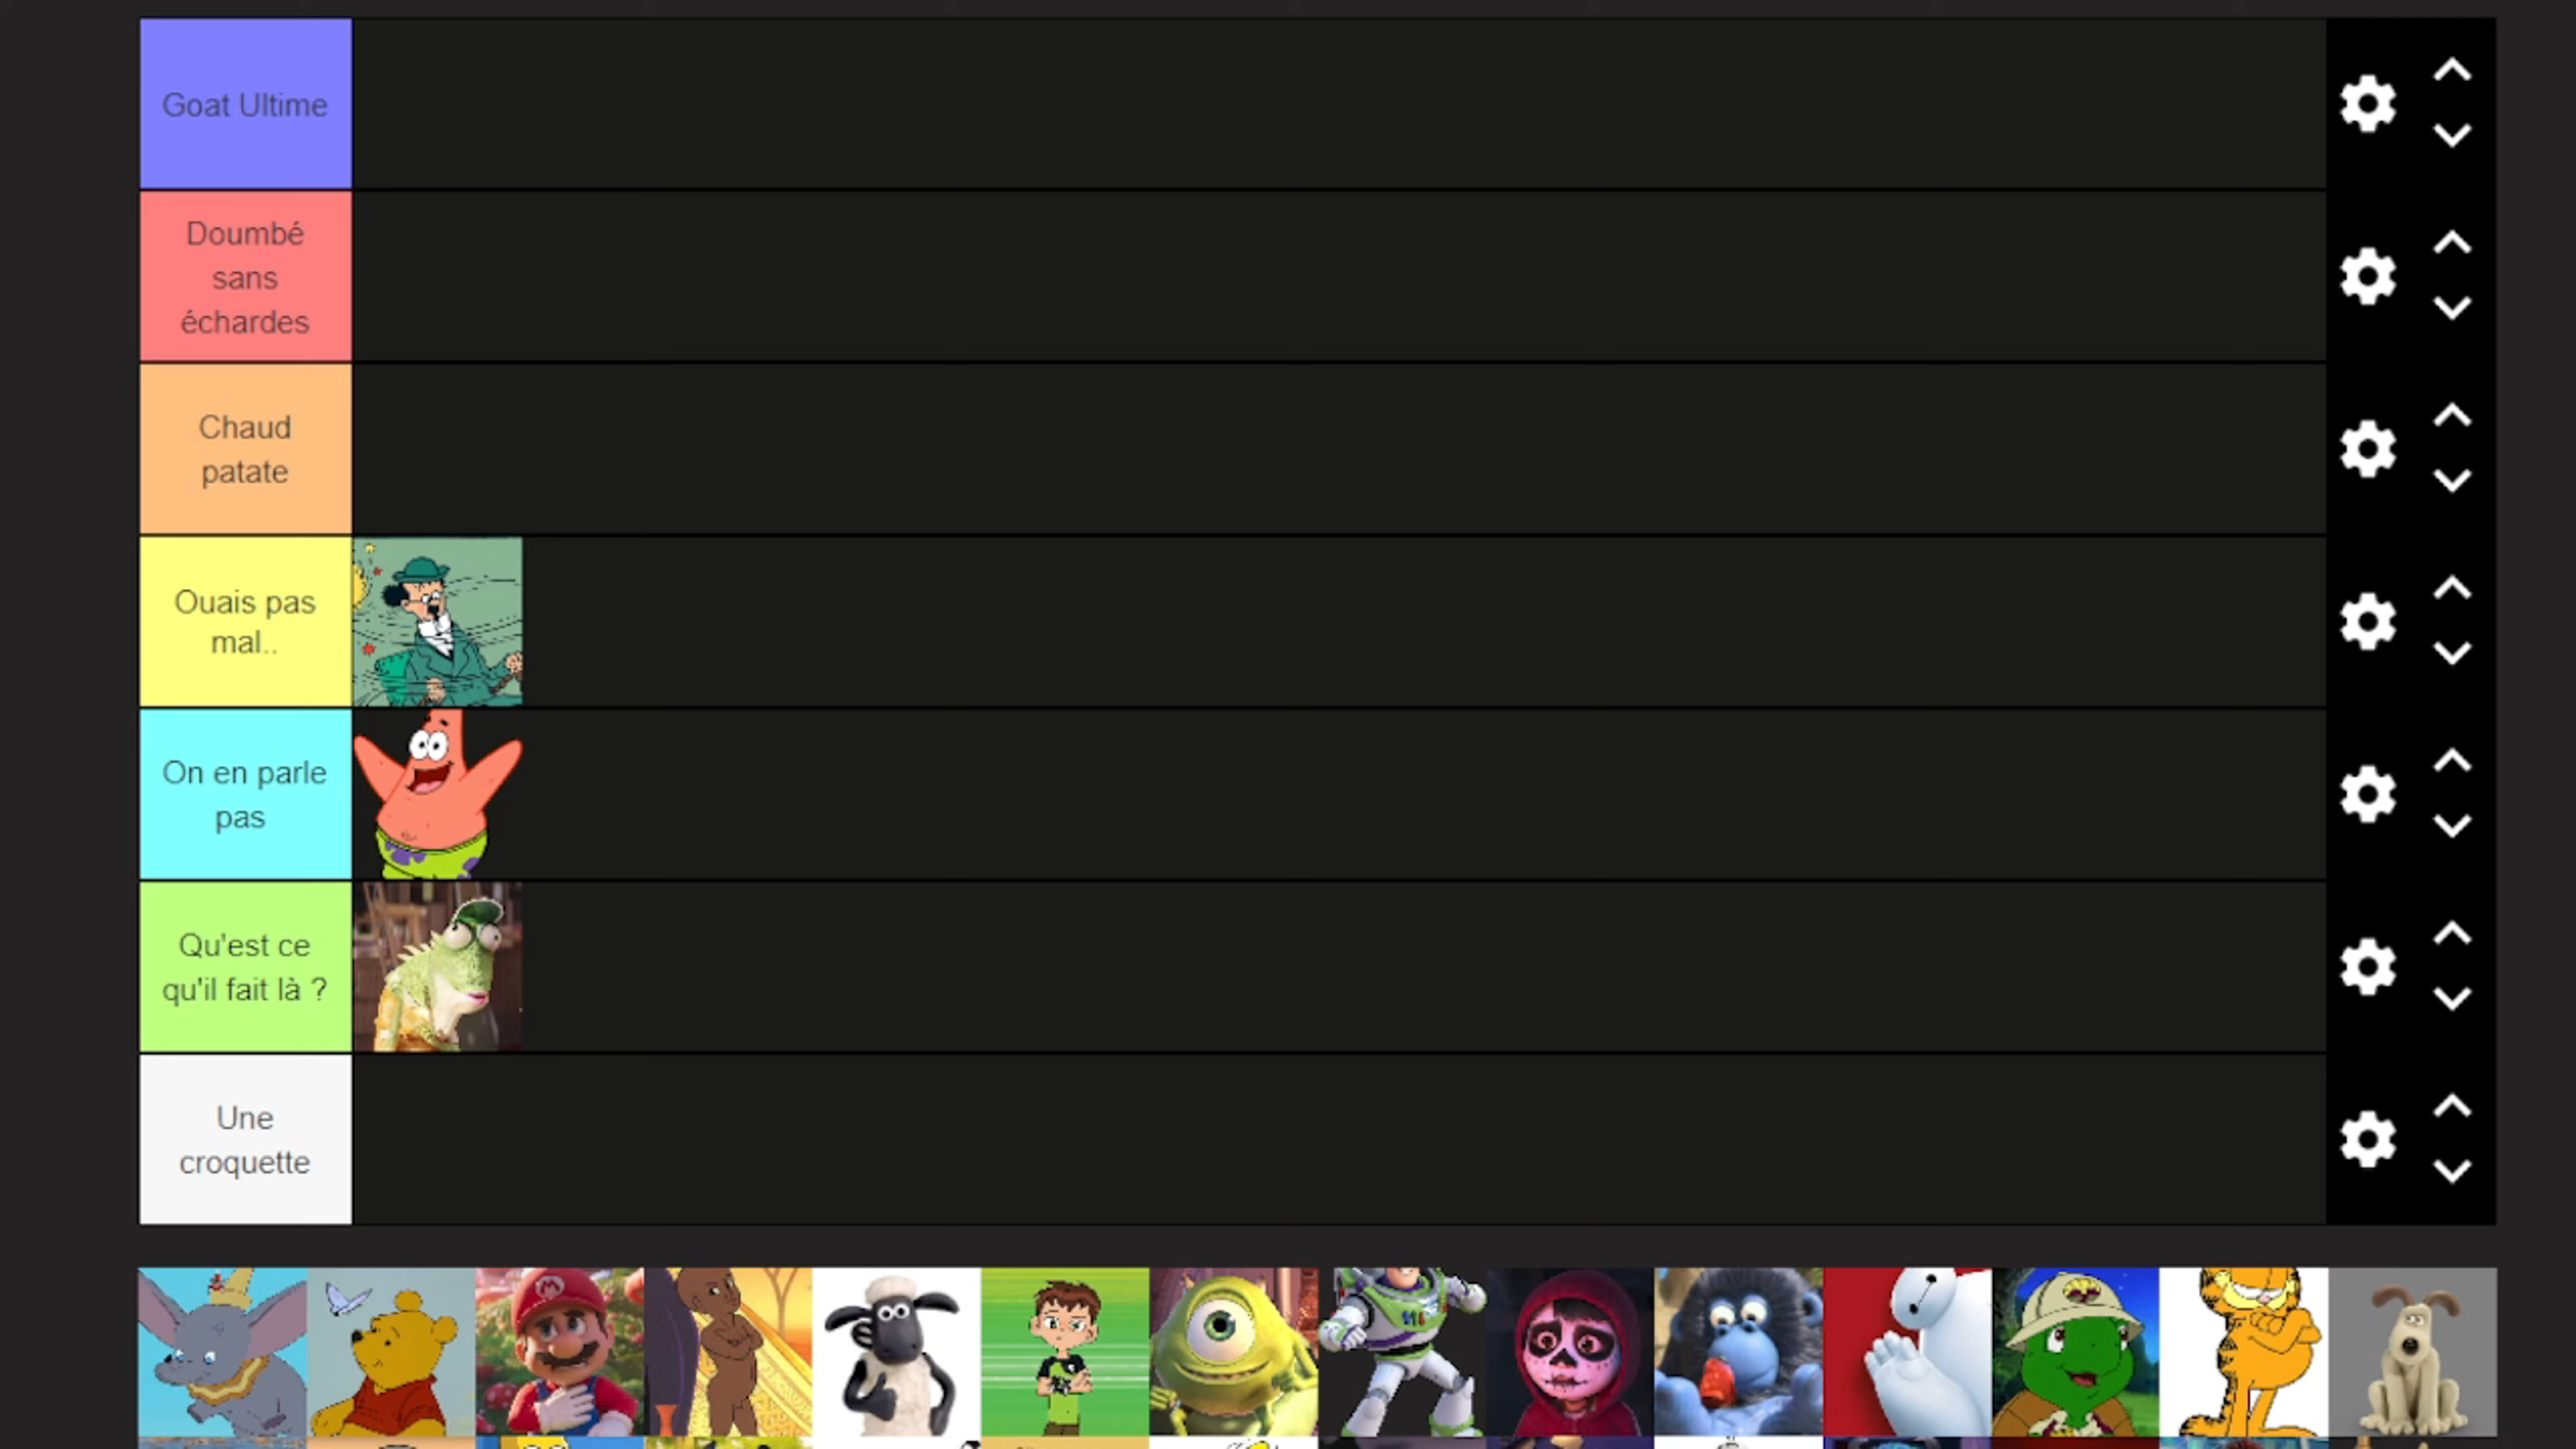 Goat Ultime
Doumbé
sans
échardes
Chaud
patate
Ouais pas
mal..
On en parle
pas
Qu'est ce
qu'il fait là ?
Une
croquette
M